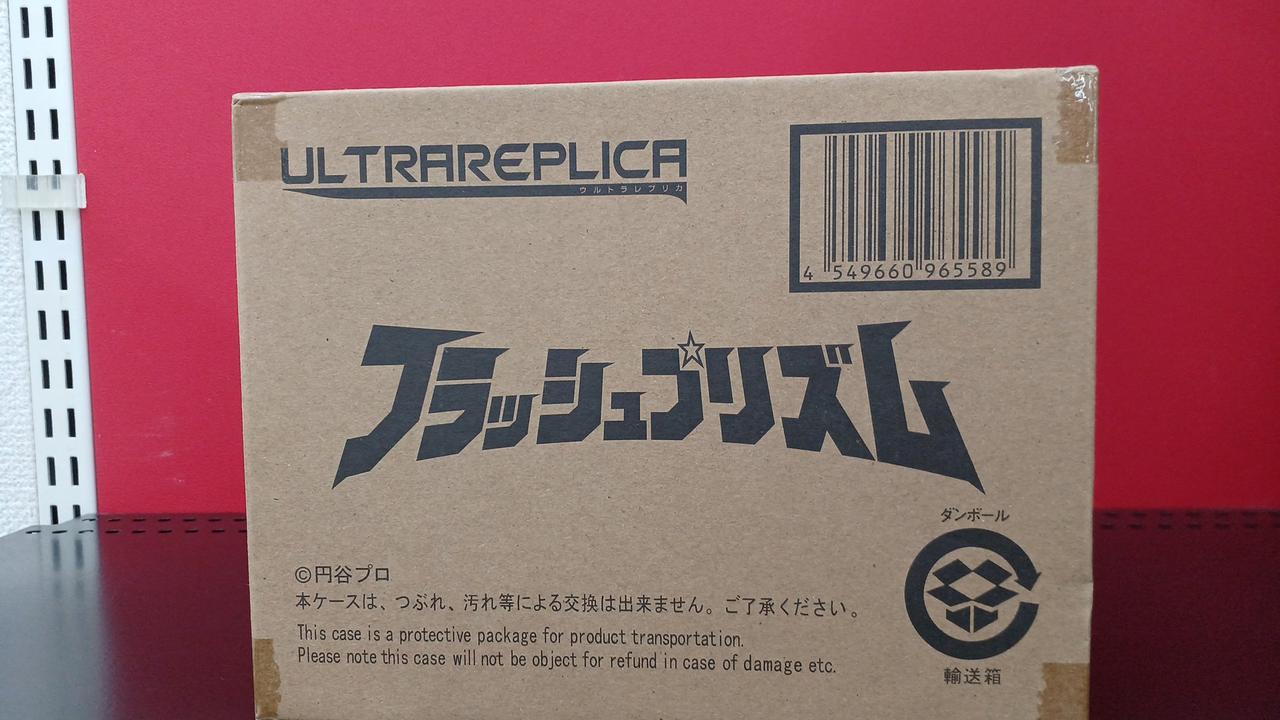 ULTRAREPLICA
ウルトラレプリカ
4 549660 965589
フラッシュプリズム
ダンボール
©円谷プロ
本ケースは、つぶれ、汚れ等による交換は出来ません。ご了承ください。
This case is a protective package for product transportation.
Please note this case will not be object for refund in case of damage etc.
輸送箱